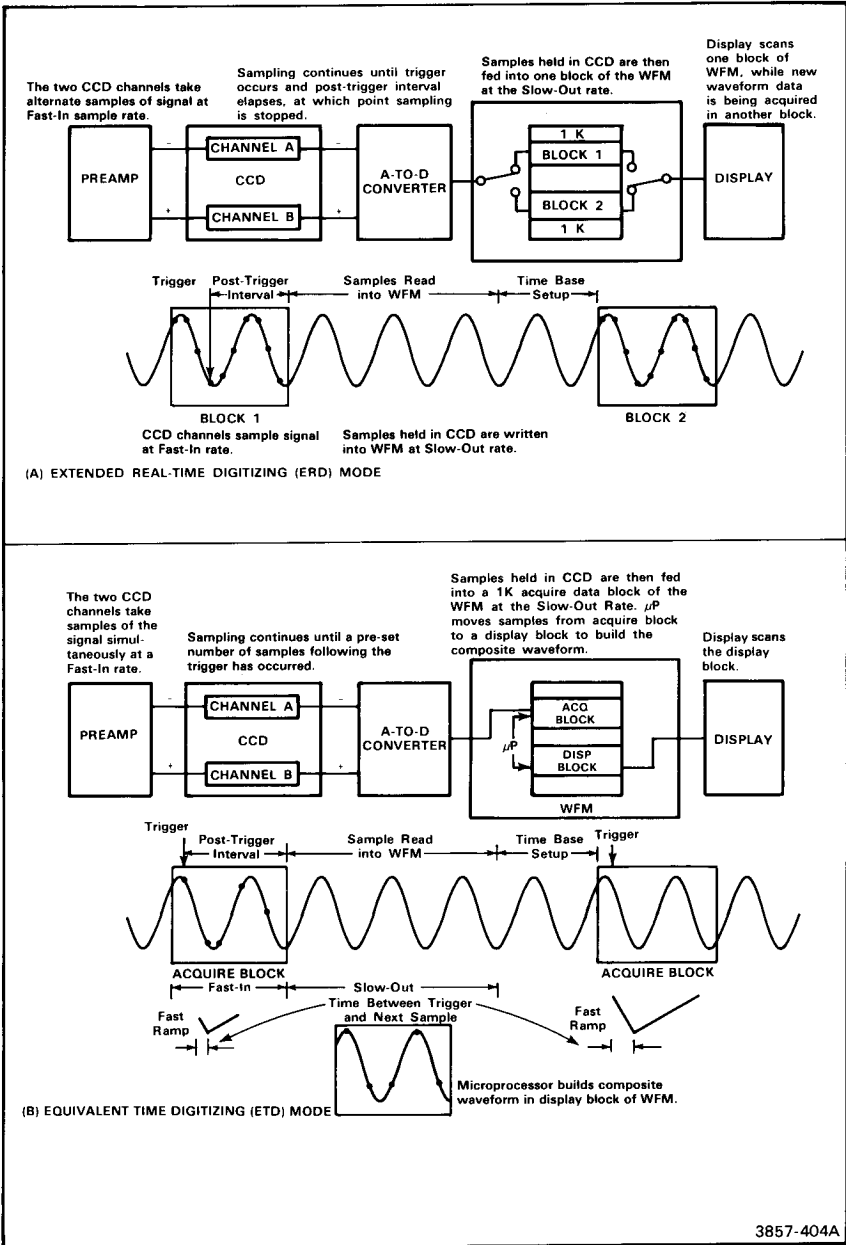 The two CCD channels take
alternate samples of signal at
Fast-In sample rate.
Sampling continues until trigger
occurs and post-trigger interval
elapses, at which point sampling
is stopped.
Samples held in CCD are then
fed into one block of the WFM
at the Slow-Out rate.
Display scans
one block of
WFM, while new
waveform data
is being acquired
in another block.
PREAMP
−
+
CHANNEL A
CCD
CHANNEL B
−
+
A-TO-D
CONVERTER
1 K
BLOCK 1
BLOCK 2
1 K
DISPLAY
Trigger
Post-Trigger
Interval
Samples Read
into WFM
Time Base
Setup
BLOCK 1
BLOCK 2
CCD channels sample signal
at Fast-In rate.
Samples held in CCD are written
into WFM at Slow-Out rate.
(A) EXTENDED REAL-TIME DIGITIZING (ERD) MODE
The two CCD
channels take
samples of the
signal simul-
taneously at a
Fast-In rate.
Sampling continues until a pre-set
number of samples following the
trigger has occurred.
Samples held in CCD are then fed
into a 1K acquire data block of the
WFM at the Slow-Out Rate. μP
moves samples from acquire block
to a display block to build the
composite waveform.
Display scans
the display
block.
PREAMP
−
+
CHANNEL A
CCD
CHANNEL B
−
+
A-TO-D
CONVERTER
ACQ
BLOCK
μP
DISP
BLOCK
WFM
DISPLAY
Trigger
Post-Trigger
Interval
Sample Read
into WFM
Time Base
Setup
Trigger
ACQUIRE BLOCK
ACQUIRE BLOCK
Fast-In
Slow-Out
Fast
Ramp
Time Between Trigger
and Next Sample
Fast
Ramp
Microprocessor builds composite
waveform in display block of WFM.
(B) EQUIVALENT TIME DIGITIZING (ETD) MODE
3857-404A